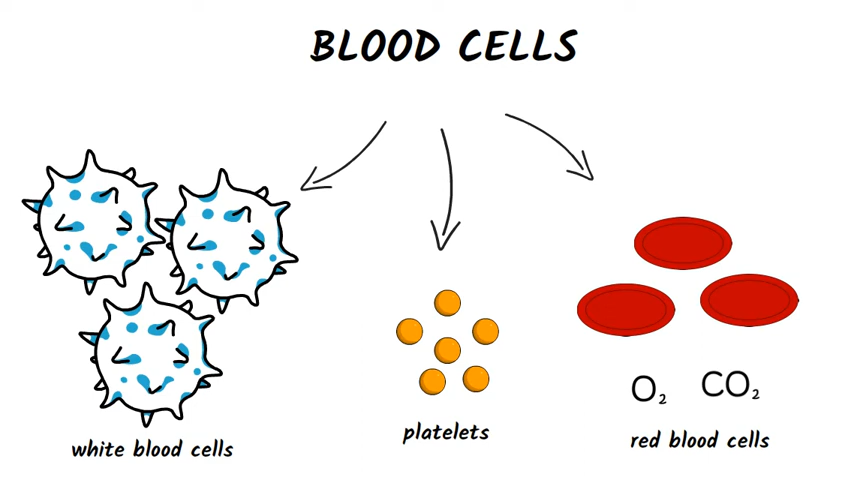 BLOOD CELLS
white blood cells
platelets
O₂ CO₂
red blood cells